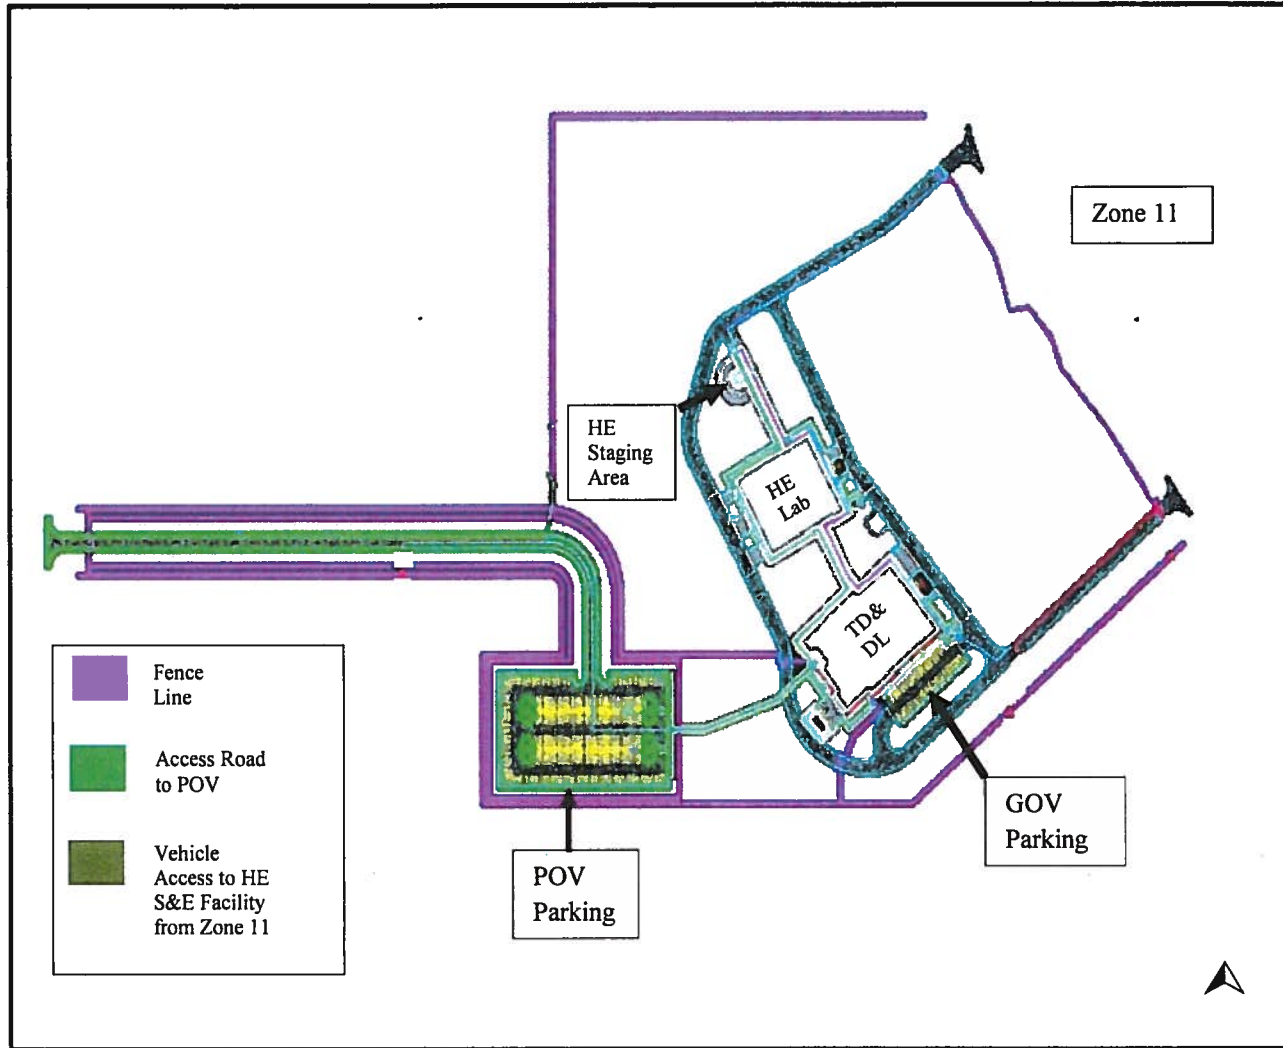 Zone 11
HE
Staging
Area
HE
Lab
TD&
DL
Fence
Line
Access Road
to POV
Vehicle
Access to HE
S&E Facility
from Zone 11
POV
Parking
GOV
Parking